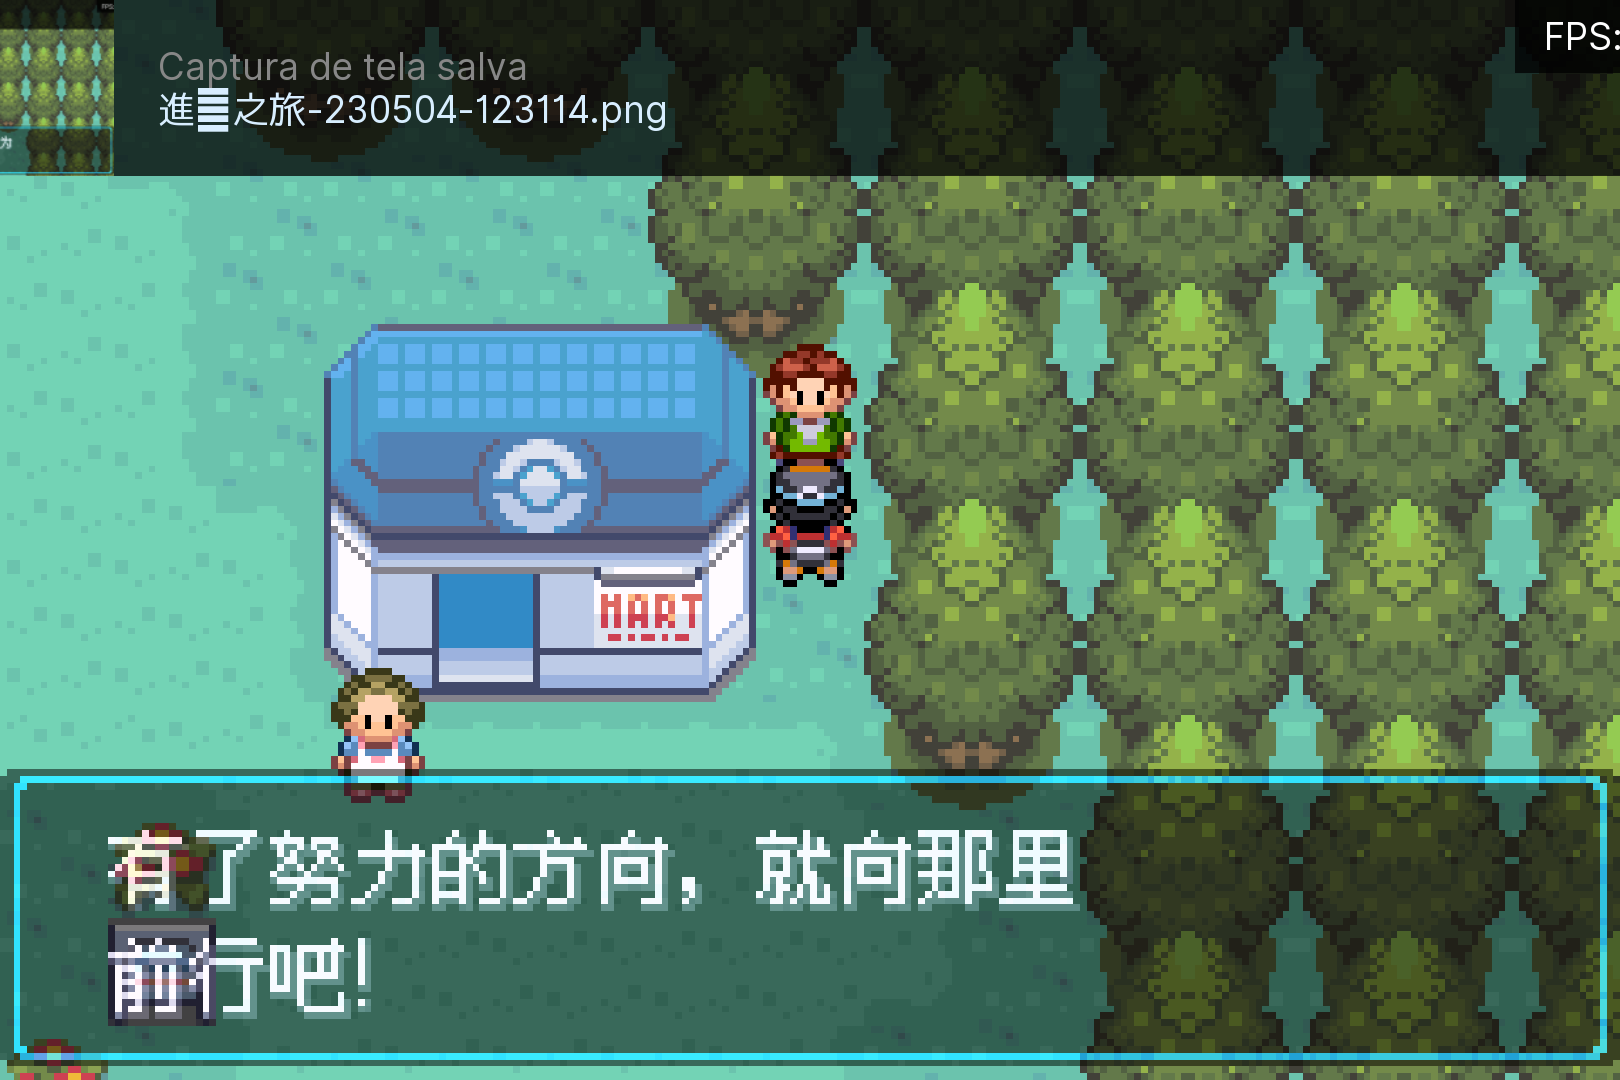 FPS:
Captura de tela salva
進之旅-230504-123114.png
MART
有了努力的方向，就向那里
前行吧！